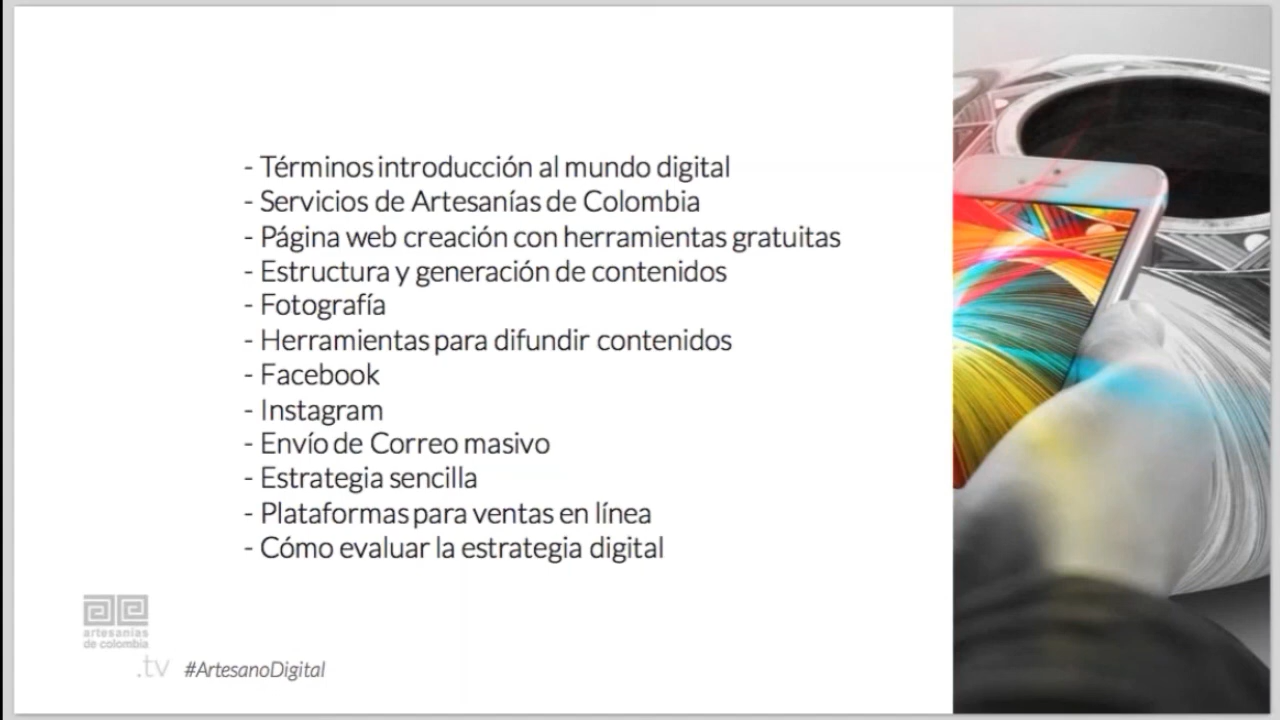 - Términos introducción al mundo digital
- Servicios de Artesanías de Colombia
- Página web creación con herramientas gratuitas
- Estructura y generación de contenidos
- Fotografía
- Herramientas para difundir contenidos
- Facebook
- Instagram
- Envío de Correo masivo
- Estrategia sencilla
- Plataformas para ventas en línea
- Cómo evaluar la estrategia digital
artesanías
de colombia
.tv #ArtesanoDigital